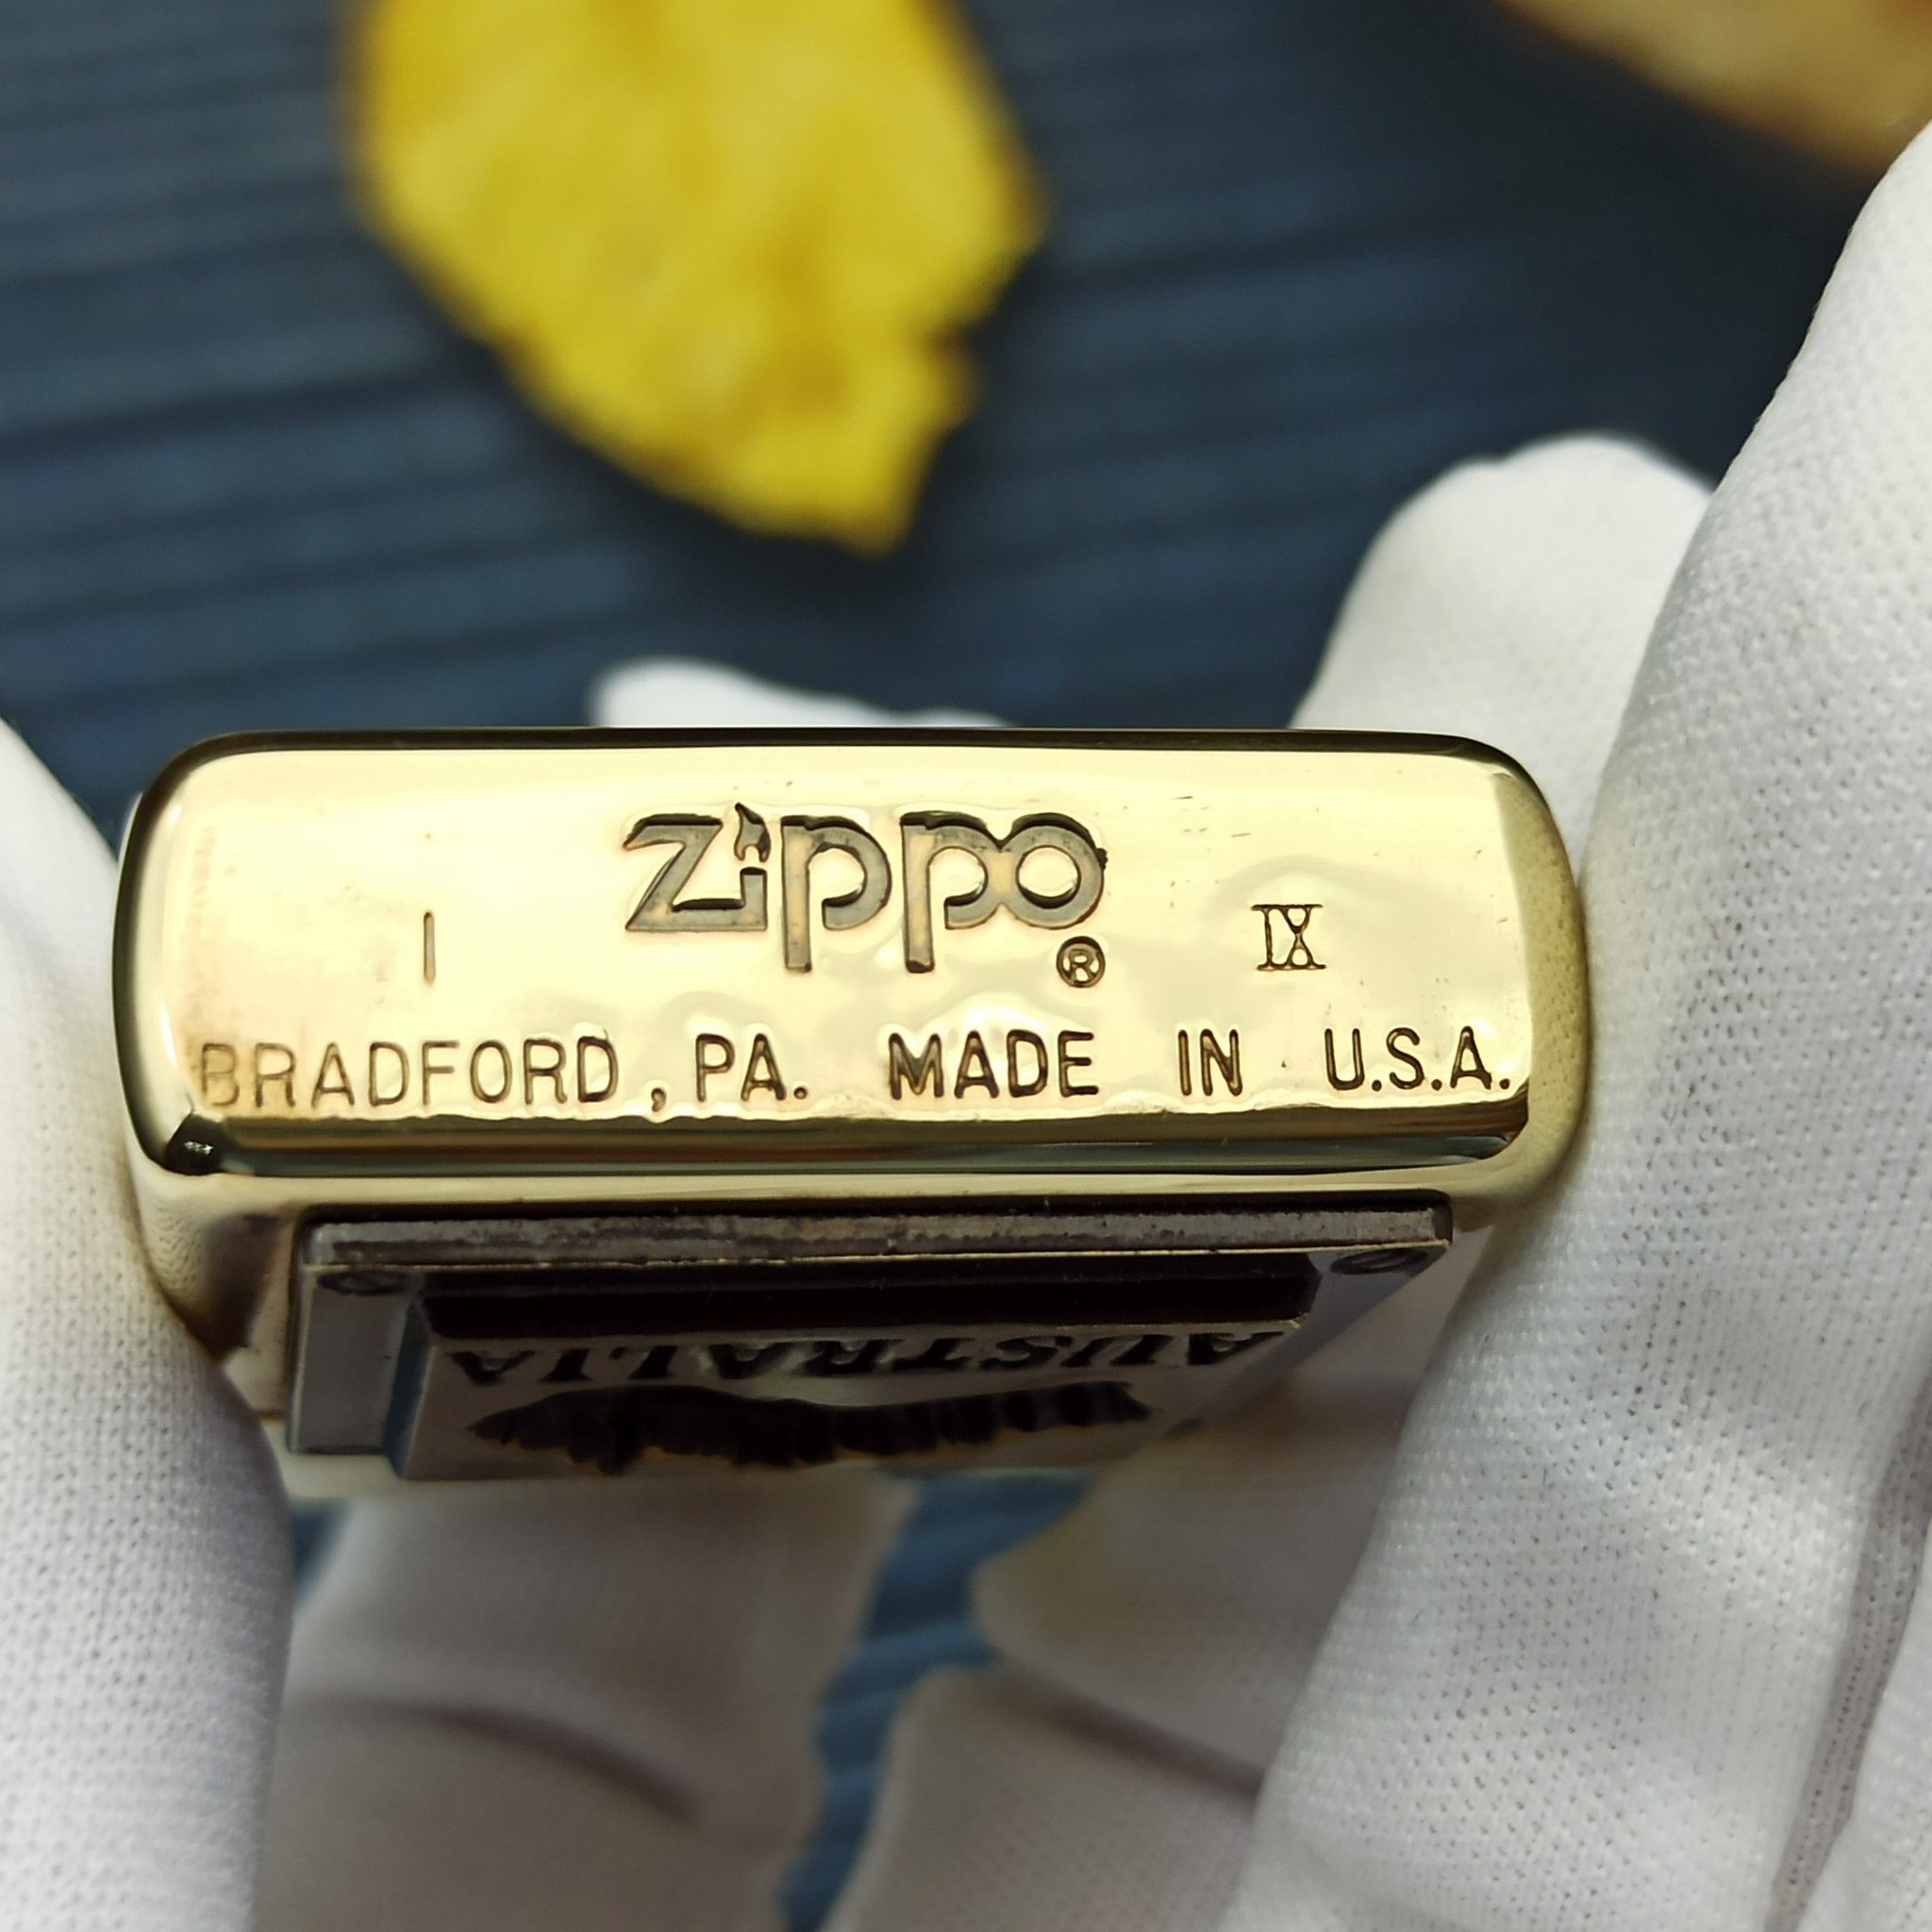 I Zippo® IX
BRADFORD, PA. MADE IN U.S.A.
AUSTRALIA